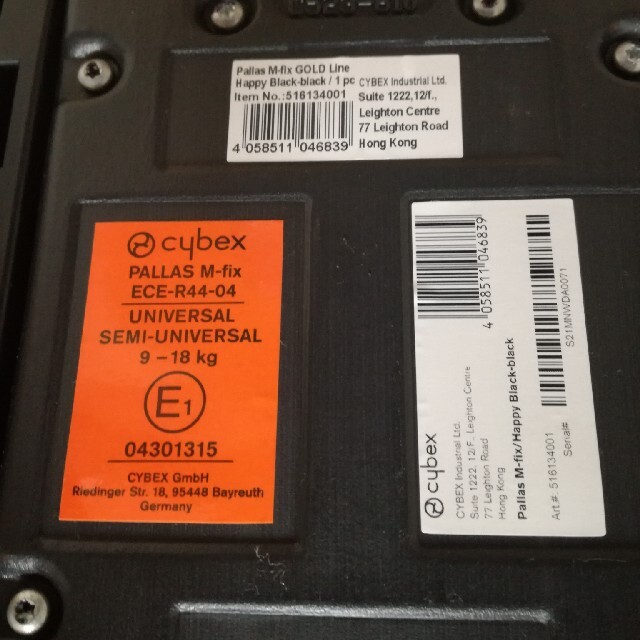 Pallas M-fix GOLD Line
Happy Black-black / 1 pc
Item No.:516134001
4 058511 046839
CYBEX Industrial Ltd.
Suite 1222,12/f.,
Leighton Centre
77 Leighton Road
Hong Kong
cybex
PALLAS M-fix
ECE-R44-04
UNIVERSAL
SEMI-UNIVERSAL
9 – 18 kg
E1
04301315
CYBEX GmbH
Riedinger Str. 18, 95448 Bayreuth
Germany
cybex
CYBEX Industrial Ltd.
Suite 1222, 12/F., Leighton Centre
77 Leighton Road
Hong Kong
4 058511 046839
Pallas M-fix/Happy Black-black
Art.#: 516134001
Serial#
S21MNWDA0071